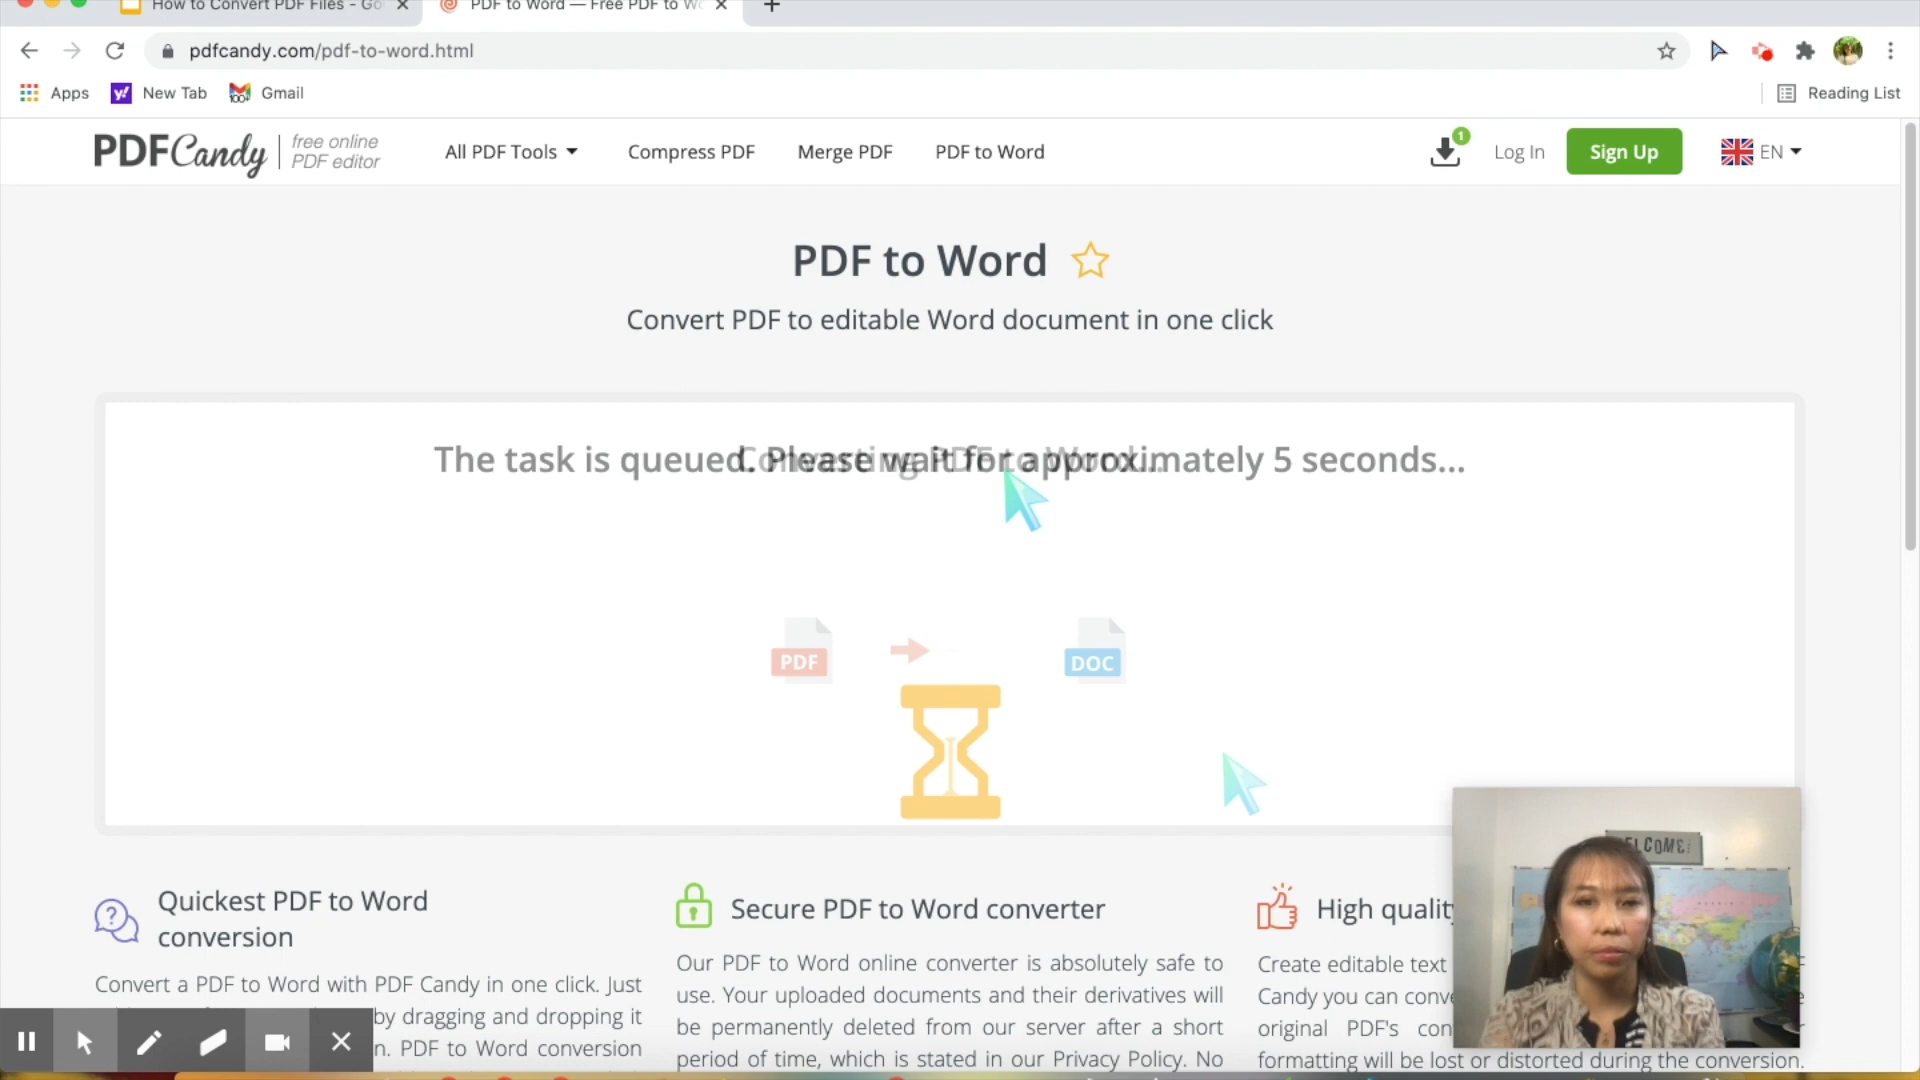 How to Convert PDF Files - Go
PDF to Word — Free PDF to Wo
pdfcandy.com/pdf-to-word.html
Apps
New Tab
Gmail
Reading List
PDFCandy
free online
PDF editor
All PDF Tools
Compress PDF
Merge PDF
PDF to Word
1
Log In
Sign Up
EN
PDF to Word
Convert PDF to editable Word document in one click
The task is queued. Please wait for approximately 5 seconds...
Converting PDF to Word...
PDF
DOC
Quickest PDF to Word
conversion
Convert a PDF to Word with PDF Candy in one click. Just
by dragging and dropping it
n. PDF to Word conversion
Secure PDF to Word converter
Our PDF to Word online converter is absolutely safe to
use. Your uploaded documents and their derivatives will
be permanently deleted from our server after a short
period of time, which is stated in our Privacy Policy. No
High quality
Create editable text
Candy you can conve
original PDF's con
formatting will be lost or distorted during the conversion.
ELCOME!